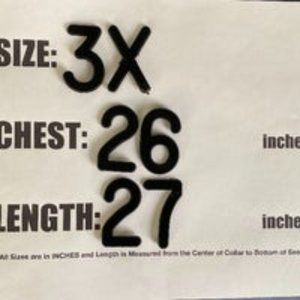 SIZE: 3X
CHEST: 26 inche
LENGTH: 27 inche
All Sizes are in INCHES and Length is Measured from the Center of Collar to Bottom of